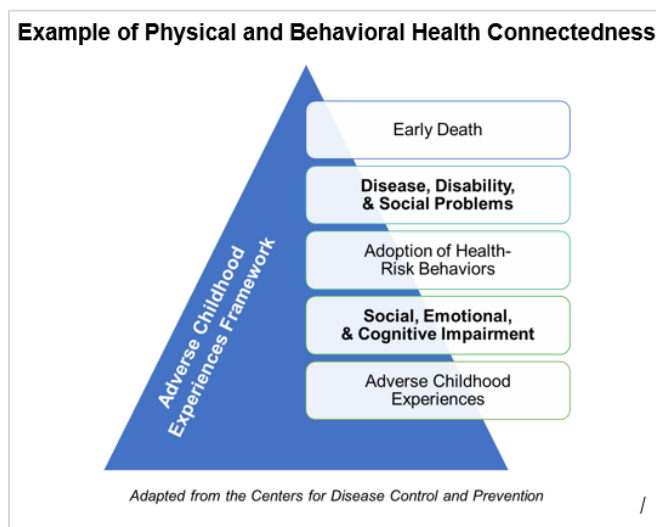 Example of Physical and Behavioral Health Connectedness
Early Death
Disease, Disability,
& Social Problems
Adoption of Health-
Risk Behaviors
Social, Emotional,
& Cognitive Impairment
Adverse Childhood
Experiences
Adverse Childhood
Experiences Framework
Adapted from the Centers for Disease Control and Prevention
/